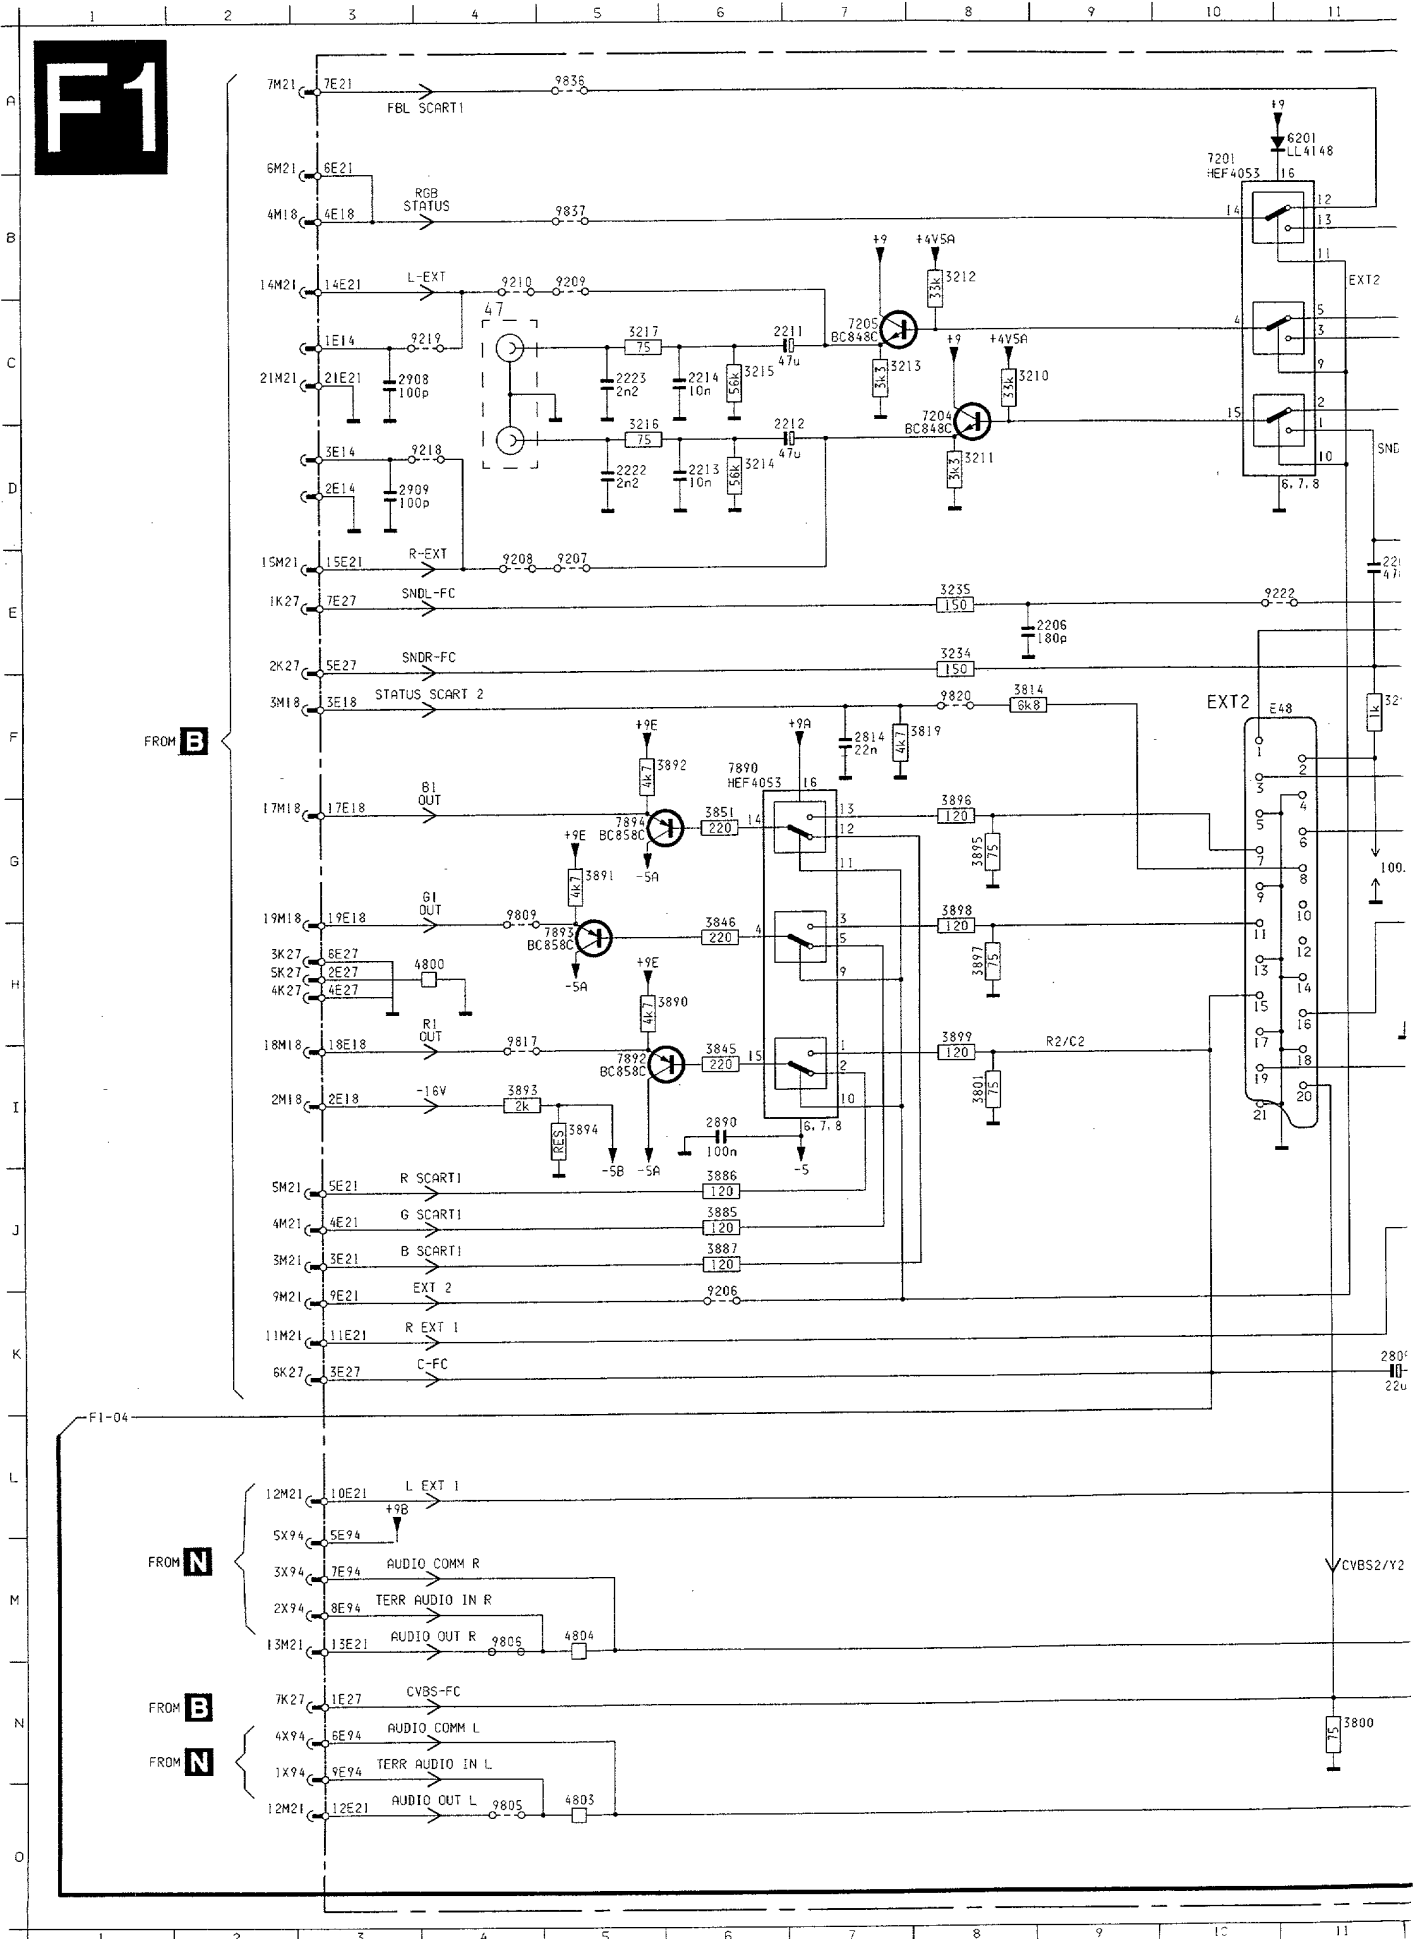 1 2 3 4 5 6 7 8 9 10 11
F1
A
7M21 7E21 FBL SCART1 9836
+9
6201
LL4148
7201
HEF4053 16
6M21 6E21
RGB
STATUS
4M18 4E18 9837 14 12
13
B
+9 +4V5A 11
3212
33k
EXT2
14M21 14E21 L-EXT 9210 9209
47
1E14 9219 3217 75 2211 47u 7205 BC848C 4 5
3
C
21M21 21E21 2908 100p 2223 2n2 2214 10n 56k 3215 3k3 3213 +9 +4V5A 33k 3210 9
7204
BC848C 15 2
1
3216 75 2212 47u
3E14 9218 2222 2n2 2213 10n 56k 3214 3k3 3211 10
D
2E14 2909 100p 6,7,8
15M21 15E21 R-EXT 9208 9207
E
1K27 7E27 SNDL-FC 3235 150 9222
2206
180p
2K27 5E27 SNDR-FC 3234 150
3M18 3E18 STATUS SCART 2 9820 3814 6k8
EXT2 E48
1k
F
FROM B
+9E 4k7 3892 +9A 2814 22n 4k7 3819
7890
HEF4053 16
17M18 17E18 B1 OUT 7894 BC858C 3851 220 14 13
12
3896 120
3895 75
G
+9E 4k7 3891 -5A 11
100.
19M18 19E18 G1 OUT 9809 7893 BC858C 3846 220 4 3
5
3898 120
3897 75
3K27 6E27
5K27 2E27 4800
4K27 4E27
H
-5A +9E 4k7 3890 9
18M18 18E18 R1 OUT 9817 7892 BC858C 3845 220 15 1
2
3899 120 R2/C2
3801 75
I
2M18 2E18 -16V 3893 2k
RES 3894 -5B -5A
2890 100n 10
6,7,8
-5
1
2
3
4
5
6
7
8
9
10
11
12
13
14
15
16
17
18
19
20
21
5M21 5E21 R SCART1 3886 120
J
4M21 4E21 G SCART1 3885 120
3M21 3E21 B SCART1 3887 120
9M21 9E21 EXT 2 9206
11M21 11E21 R EXT 1
K
6K27 3E27 C-FC
22u
F1-04
L
12M21 10E21 L EXT 1
+9B
5X94 5E94
FROM N
3X94 7E94 AUDIO COMM R
CVBS2/Y2
M
2X94 8E94 TERR AUDIO IN R
13M21 13E21 AUDIO OUT R 9806 4804
FROM B
7K27 1E27 CVBS-FC
N
4X94 6E94 AUDIO COMM L
75 3800
FROM N
1X94 9E94 TERR AUDIO IN L
12M21 12E21 AUDIO OUT L 9805 4803
O
1 2 3 4 5 6 7 8 9 10 11